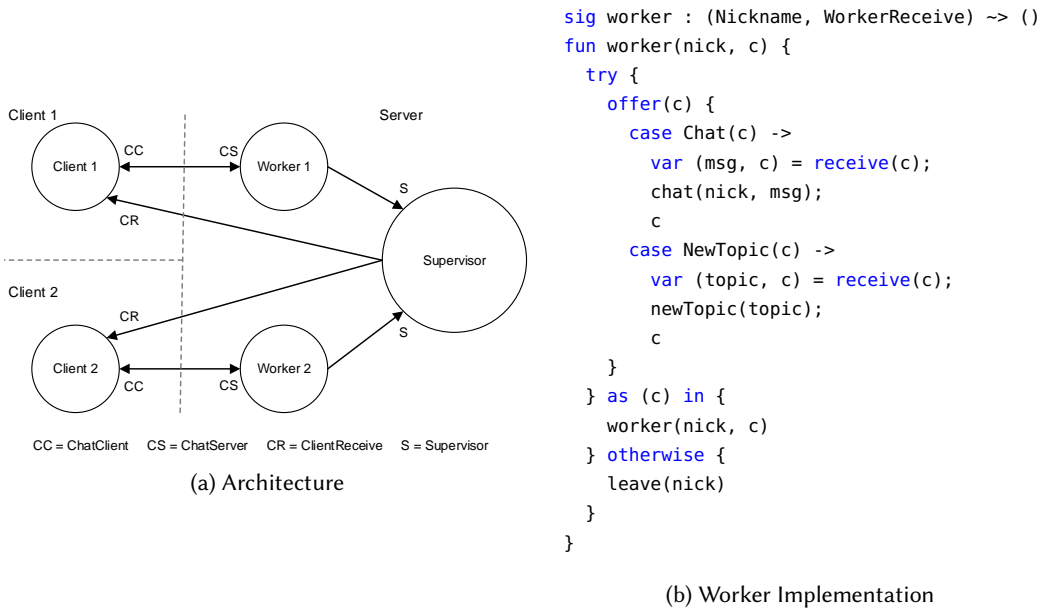 Client 1
Server
Client 1
CC
CS
Worker 1
S
CR
Supervisor
Client 2
CR
S
Client 2
CC
CS
Worker 2
CC = ChatClient CS = ChatServer CR = ClientReceive S = Supervisor
(a) Architecture
sig worker : (Nickname, WorkerReceive) ~> ()
fun worker(nick, c) {
  try {
    offer(c) {
      case Chat(c) ->
        var (msg, c) = receive(c);
        chat(nick, msg);
        c
      case NewTopic(c) ->
        var (topic, c) = receive(c);
        newTopic(topic);
        c
    }
  } as (c) in {
    worker(nick, c)
  } otherwise {
    leave(nick)
  }
}
(b) Worker Implementation